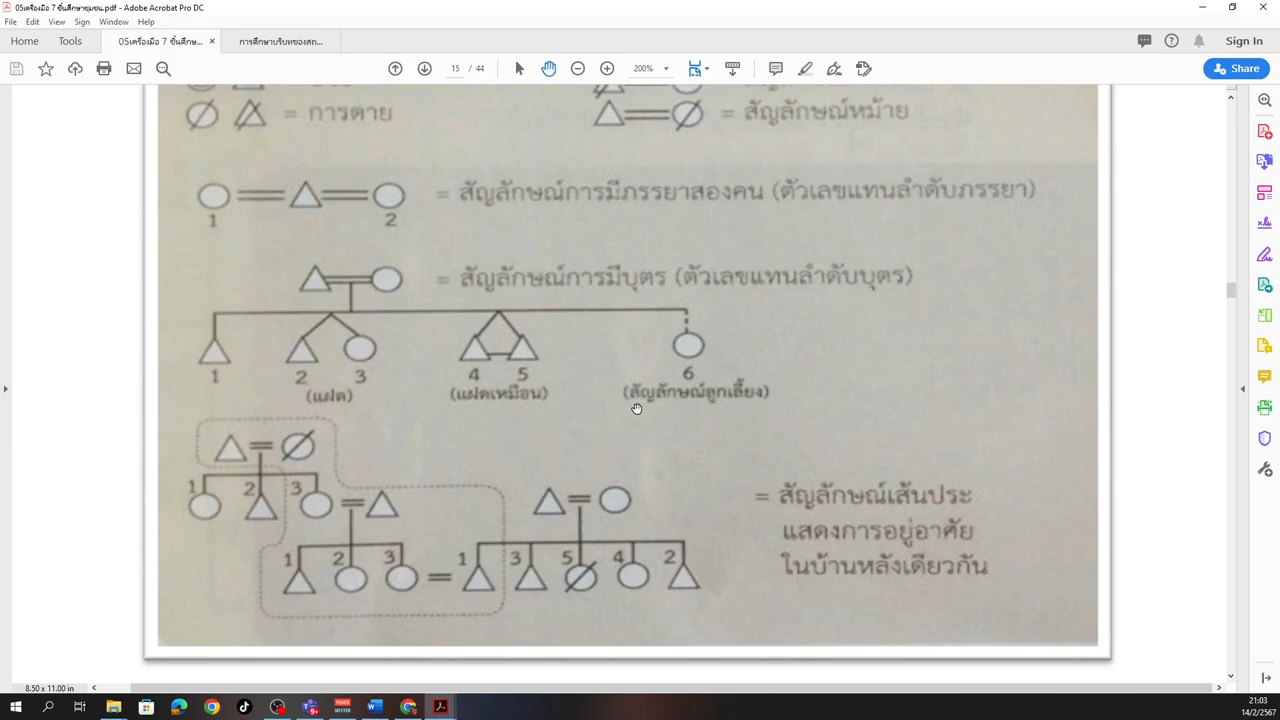 05เครื่องมือ 7 ชิ้นศึกษาชุมชน.pdf - Adobe Acrobat Pro DC
File Edit View Sign Window Help
Home Tools 05เครื่องมือ 7 ชิ้นศึกษ... × การศึกษาบริบทของสถ... Sign In
15 / 44 200% Share
= การตาย = สัญลักษณ์หม้าย
= สัญลักษณ์การมีภรรยาสองคน (ตัวเลขแทนลำดับภรรยา)
1 2
= สัญลักษณ์การมีบุตร (ตัวเลขแทนลำดับบุตร)
1 2 3 4 5 6
(แฝด) (แฝดเหมือน) (สัญลักษณ์ลูกเลี้ยง)
1 2 3
= สัญลักษณ์เส้นประ
แสดงการอยู่อาศัย
1 2 3 1 3 5 4 2
ในบ้านหลังเดียวกัน
8.50 x 11.00 in
21:03
14/2/2567